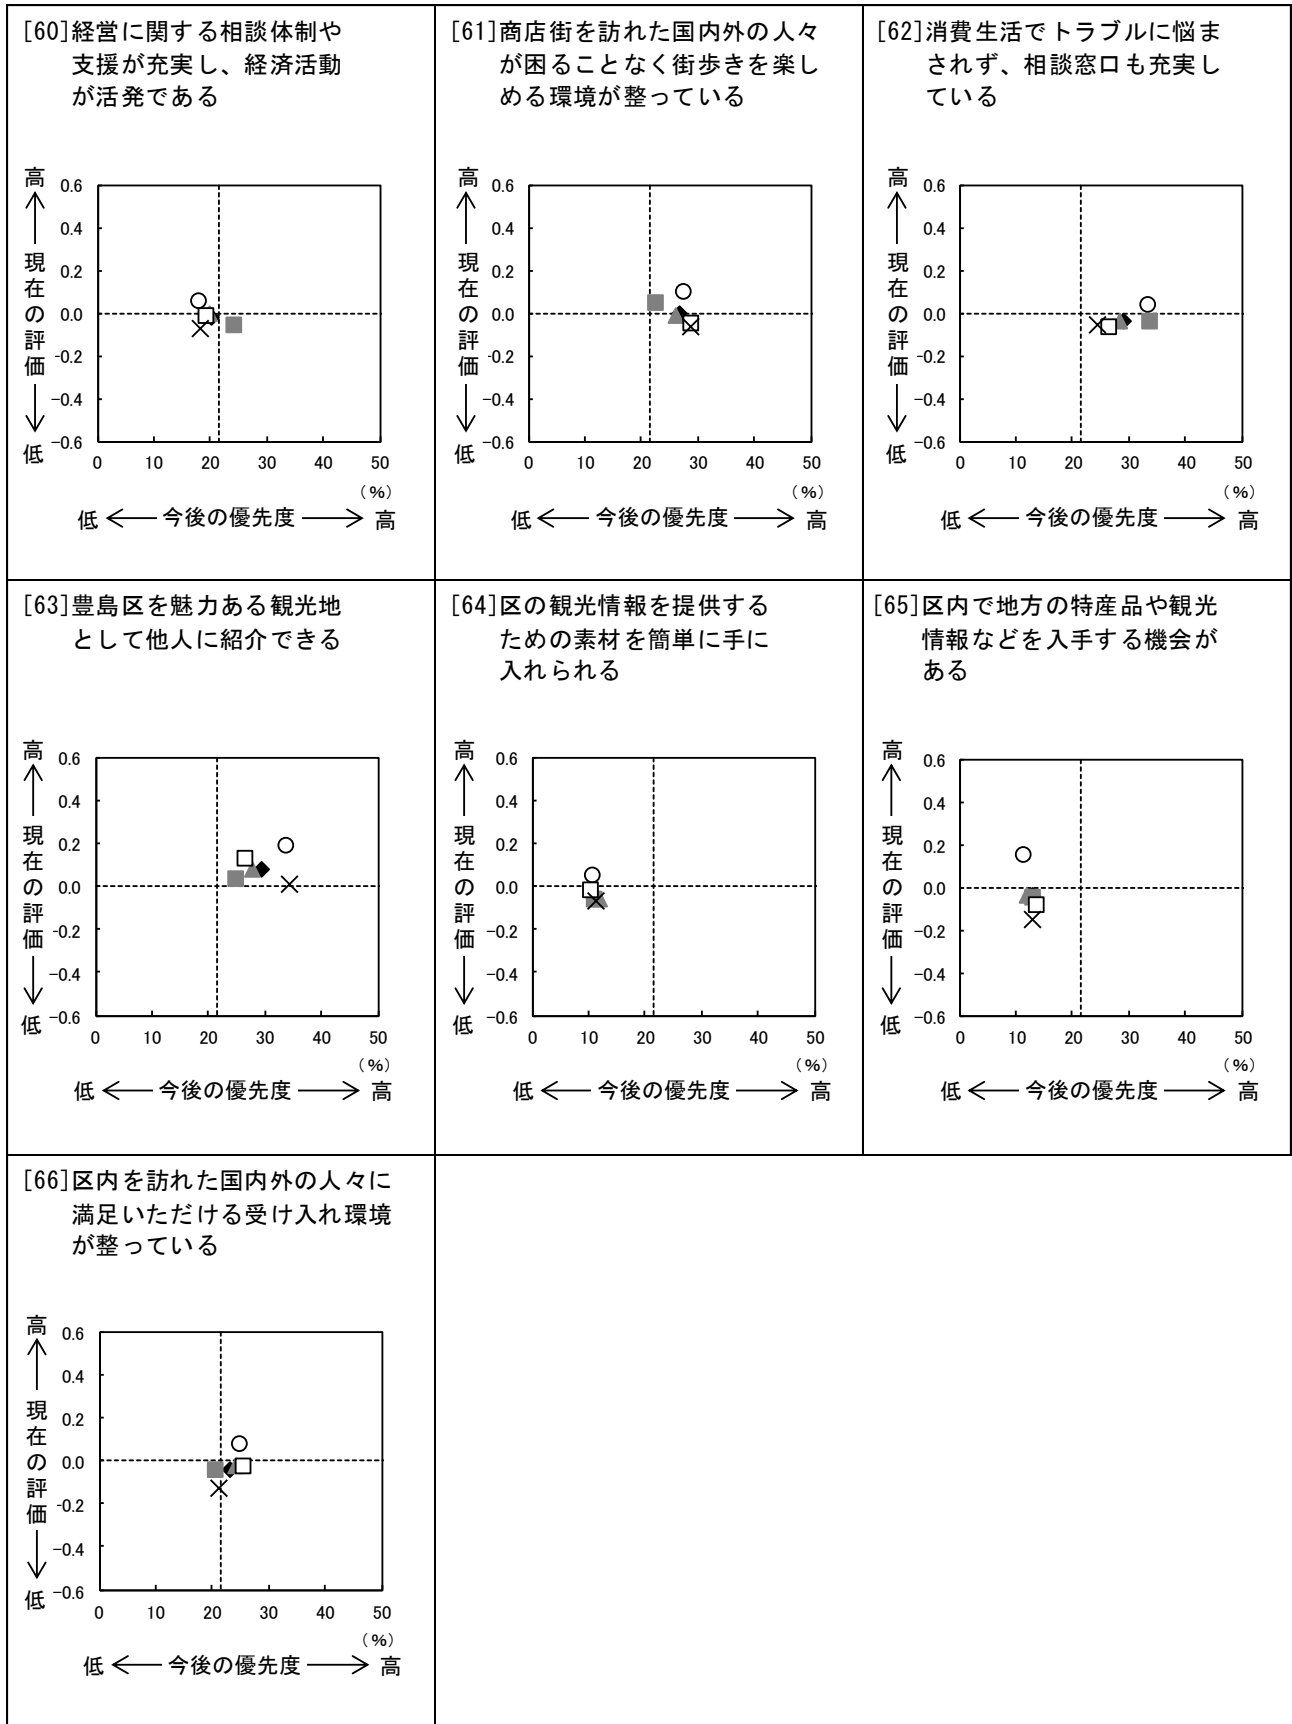 [60]経営に関する相談体制や
支援が充実し、経済活動
が活発である
高
現在の評価
低
0.6
0.4
0.2
0.0
-0.2
-0.4
-0.6
0 10 20 30 40 50
(%)
低 ← 今後の優先度 → 高
[61]商店街を訪れた国内外の人々
が困ることなく街歩きを楽し
める環境が整っている
高
現在の評価
低
0.6
0.4
0.2
0.0
-0.2
-0.4
-0.6
0 10 20 30 40 50
(%)
低 ← 今後の優先度 → 高
[62]消費生活でトラブルに悩ま
されず、相談窓口も充実し
ている
高
現在の評価
低
0.6
0.4
0.2
0.0
-0.2
-0.4
-0.6
0 10 20 30 40 50
(%)
低 ← 今後の優先度 → 高
[63]豊島区を魅力ある観光地
として他人に紹介できる
高
現在の評価
低
0.6
0.4
0.2
0.0
-0.2
-0.4
-0.6
0 10 20 30 40 50
(%)
低 ← 今後の優先度 → 高
[64]区の観光情報を提供する
ための素材を簡単に手に
入れられる
高
現在の評価
低
0.6
0.4
0.2
0.0
-0.2
-0.4
-0.6
0 10 20 30 40 50
(%)
低 ← 今後の優先度 → 高
[65]区内で地方の特産品や観光
情報などを入手する機会が
ある
高
現在の評価
低
0.6
0.4
0.2
0.0
-0.2
-0.4
-0.6
0 10 20 30 40 50
(%)
低 ← 今後の優先度 → 高
[66]区内を訪れた国内外の人々に
満足いただける受け入れ環境
が整っている
高
現在の評価
低
0.6
0.4
0.2
0.0
-0.2
-0.4
-0.6
0 10 20 30 40 50
(%)
低 ← 今後の優先度 → 高